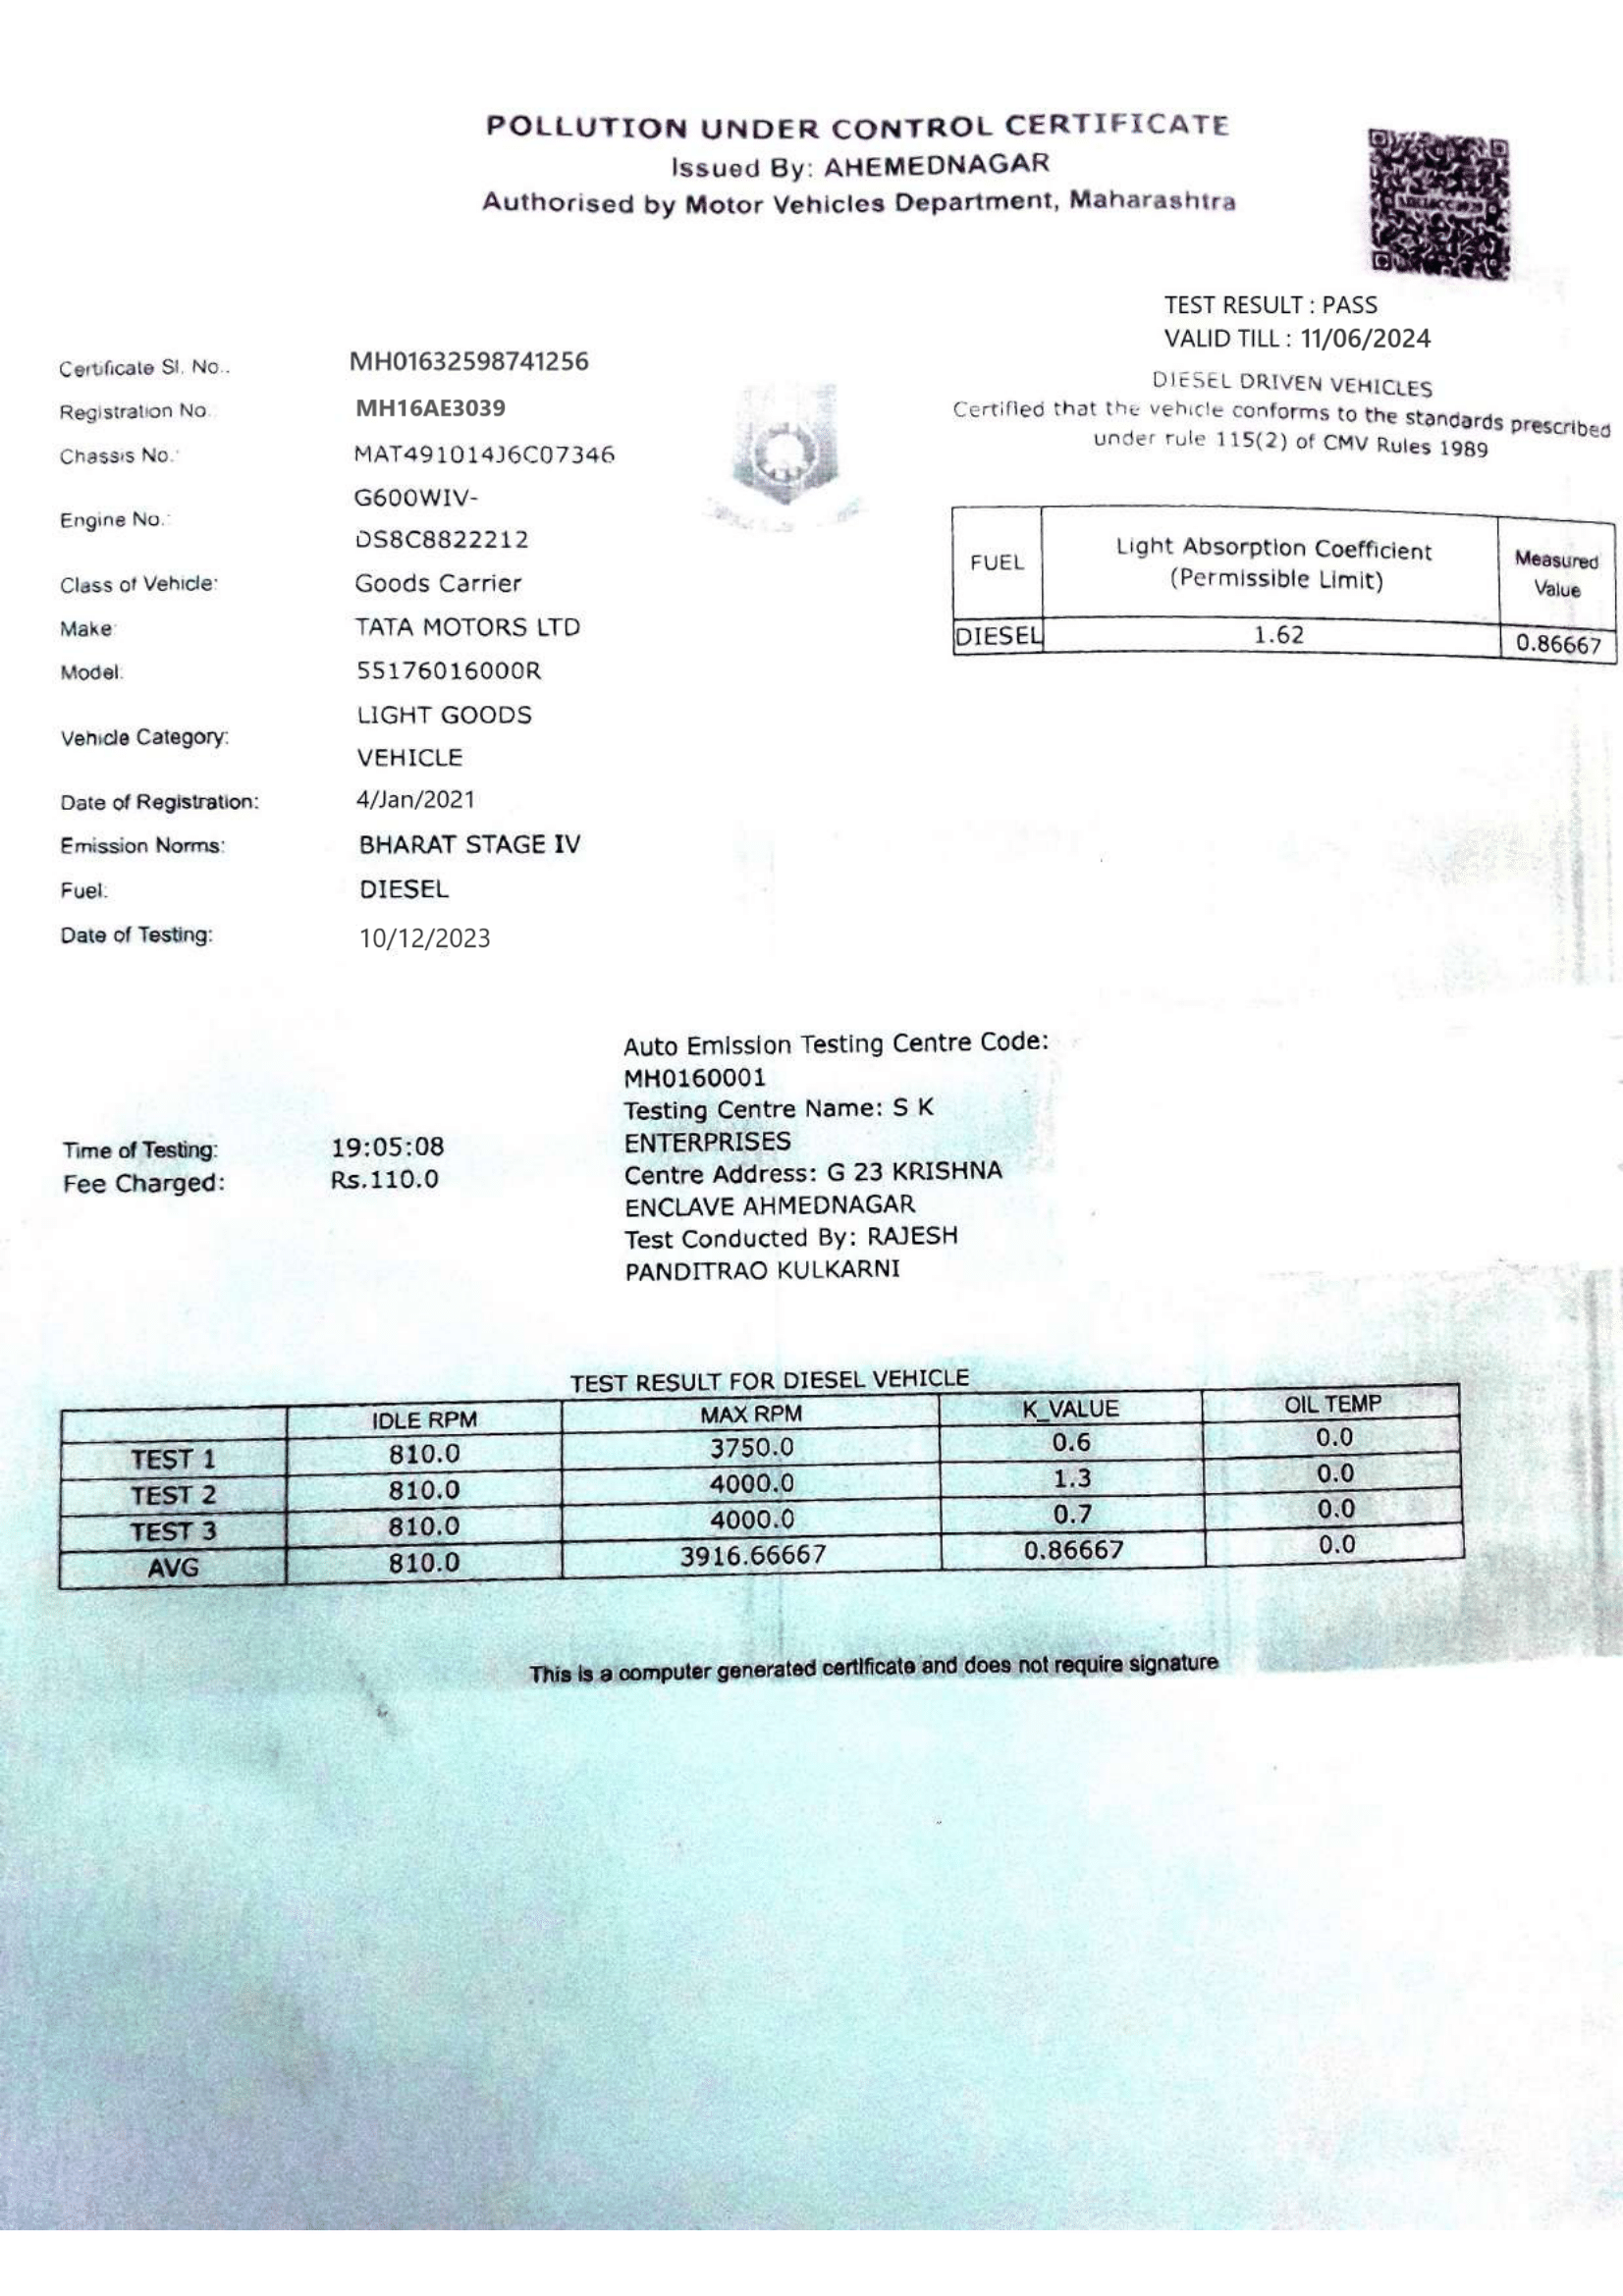 POLLUTION UNDER CONTROL CERTIFICATE
Issued By: AHEMEDNAGAR
Authorised by Motor Vehicles Department, Maharashtra
TEST RESULT : PASS
VALID TILL : 11/06/2024
DIESEL DRIVEN VEHICLES
Certified that the vehicle conforms to the standards prescribed
under rule 115(2) of CMV Rules 1989
Certificate Sl. No.. MH01632598741256
Registration No. MH16AE3039
Chassis No.: MAT491014J6C07346
Engine No.: G600WIV-
DS8C8822212
Class of Vehicle: Goods Carrier
Make: TATA MOTORS LTD
Model: 55176016000R
Vehicle Category: LIGHT GOODS
VEHICLE
Date of Registration: 4/Jan/2021
Emission Norms: BHARAT STAGE IV
Fuel: DIESEL
Date of Testing: 10/12/2023
FUEL Light Absorption Coefficient (Permissible Limit) Measured Value
DIESEL 1.62 0.86667
Time of Testing: 19:05:08
Fee Charged: Rs.110.0
Auto Emission Testing Centre Code:
MH0160001
Testing Centre Name: S K
ENTERPRISES
Centre Address: G 23 KRISHNA
ENCLAVE AHMEDNAGAR
Test Conducted By: RAJESH
PANDITRAO KULKARNI
TEST RESULT FOR DIESEL VEHICLE
IDLE RPM MAX RPM K_VALUE OIL TEMP
TEST 1 810.0 3750.0 0.6 0.0
TEST 2 810.0 4000.0 1.3 0.0
TEST 3 810.0 4000.0 0.7 0.0
AVG 810.0 3916.66667 0.86667 0.0
This is a computer generated certificate and does not require signature